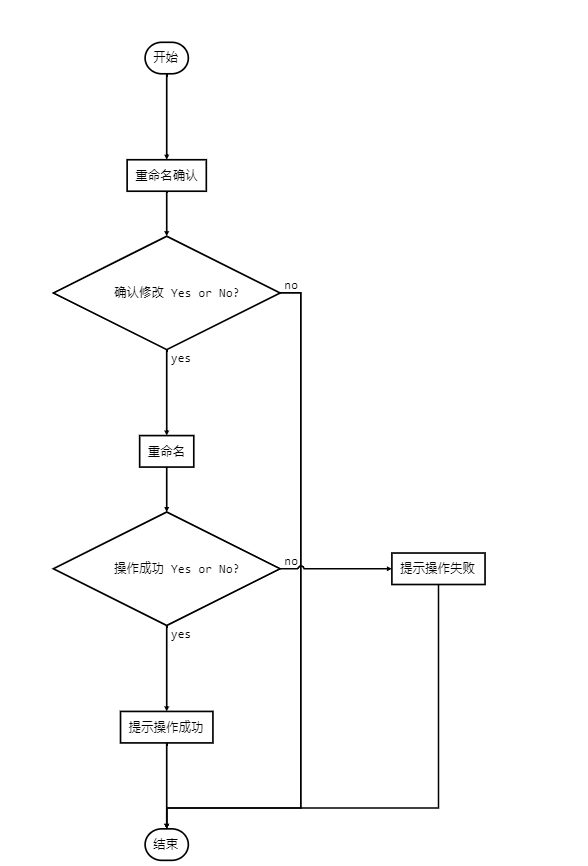 开始
重命名确认
确认修改 Yes or No?
no
yes
重命名
操作成功 Yes or No?
no
提示操作失败
yes
提示操作成功
结束